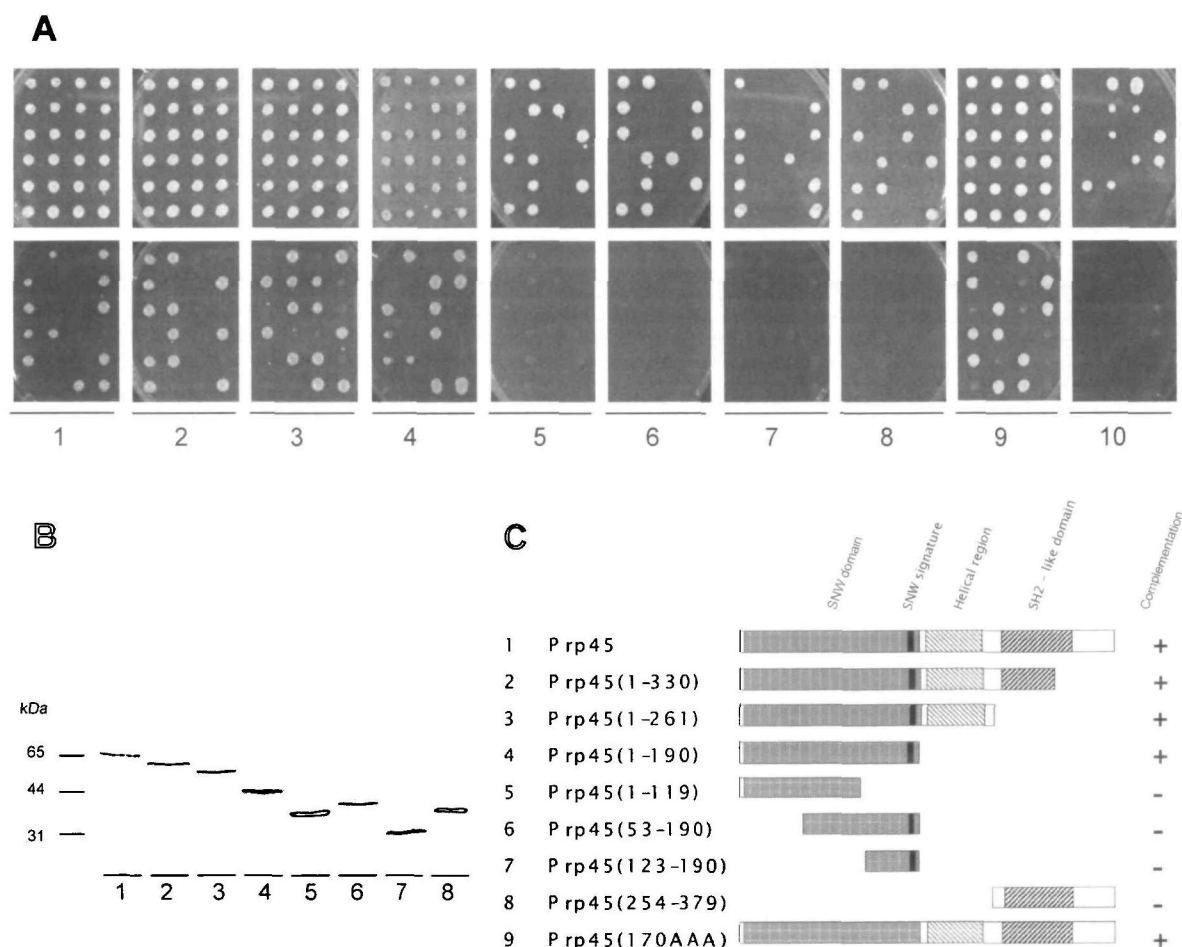 A
1 2 3 4 5 6 7 8 9 10
B
kDa
65
44
31
1 2 3 4 5 6 7 8
C
SNW domain
SNW signature
Helical region
SH2 - like domain
Complementation
1 Prp45 +
2 Prp45(1-330) +
3 Prp45(1-261) +
4 Prp45(1-190) +
5 Prp45(1-119) -
6 Prp45(53-190) -
7 Prp45(123-190) -
8 Prp45(254-379) -
9 Prp45(170AAA) +